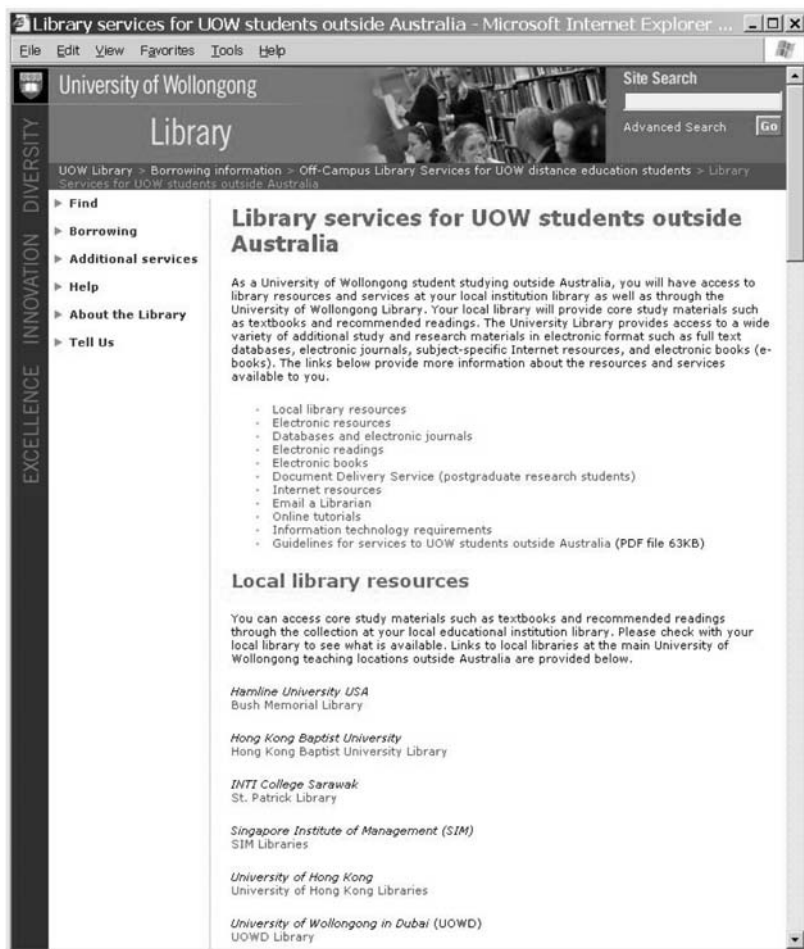 Library services for UOW students outside Australia - Microsoft Internet Explorer ...
File Edit View Favorites Tools Help
University of Wollongong
Library
Site Search
Advanced Search Go
UOW Library > Borrowing information > Off-Campus Library Services for UOW distance education students > Library
Services for UOW students outside Australia
EXCELLENCE INNOVATION DIVERSITY
Find
Borrowing
Additional services
Help
About the Library
Tell Us
Library services for UOW students outside
Australia
As a University of Wollongong student studying outside Australia, you will have access to
library resources and services at your local institution library as well as through the
University of Wollongong Library. Your local library will provide core study materials such
as textbooks and recommended readings. The University Library provides access to a wide
variety of additional study and research materials in electronic format such as full text
databases, electronic journals, subject-specific Internet resources, and electronic books (e-
books). The links below provide more information about the resources and services
available to you.
- Local library resources
- Electronic resources
- Databases and electronic journals
- Electronic readings
- Electronic books
- Document Delivery Service (postgraduate research students)
- Internet resources
- Email a Librarian
- Online tutorials
- Information technology requirements
- Guidelines for services to UOW students outside Australia (PDF file 63KB)
Local library resources
You can access core study materials such as textbooks and recommended readings
through the collection at your local educational institution library. Please check with your
local library to see what is available. Links to local libraries at the main University of
Wollongong teaching locations outside Australia are provided below.
Hamline University USA
Bush Memorial Library
Hong Kong Baptist University
Hong Kong Baptist University Library
INTI College Sarawak
St. Patrick Library
Singapore Institute of Management (SIM)
SIM Libraries
University of Hong Kong
University of Hong Kong Libraries
University of Wollongong in Dubai (UOWD)
UOWD Library